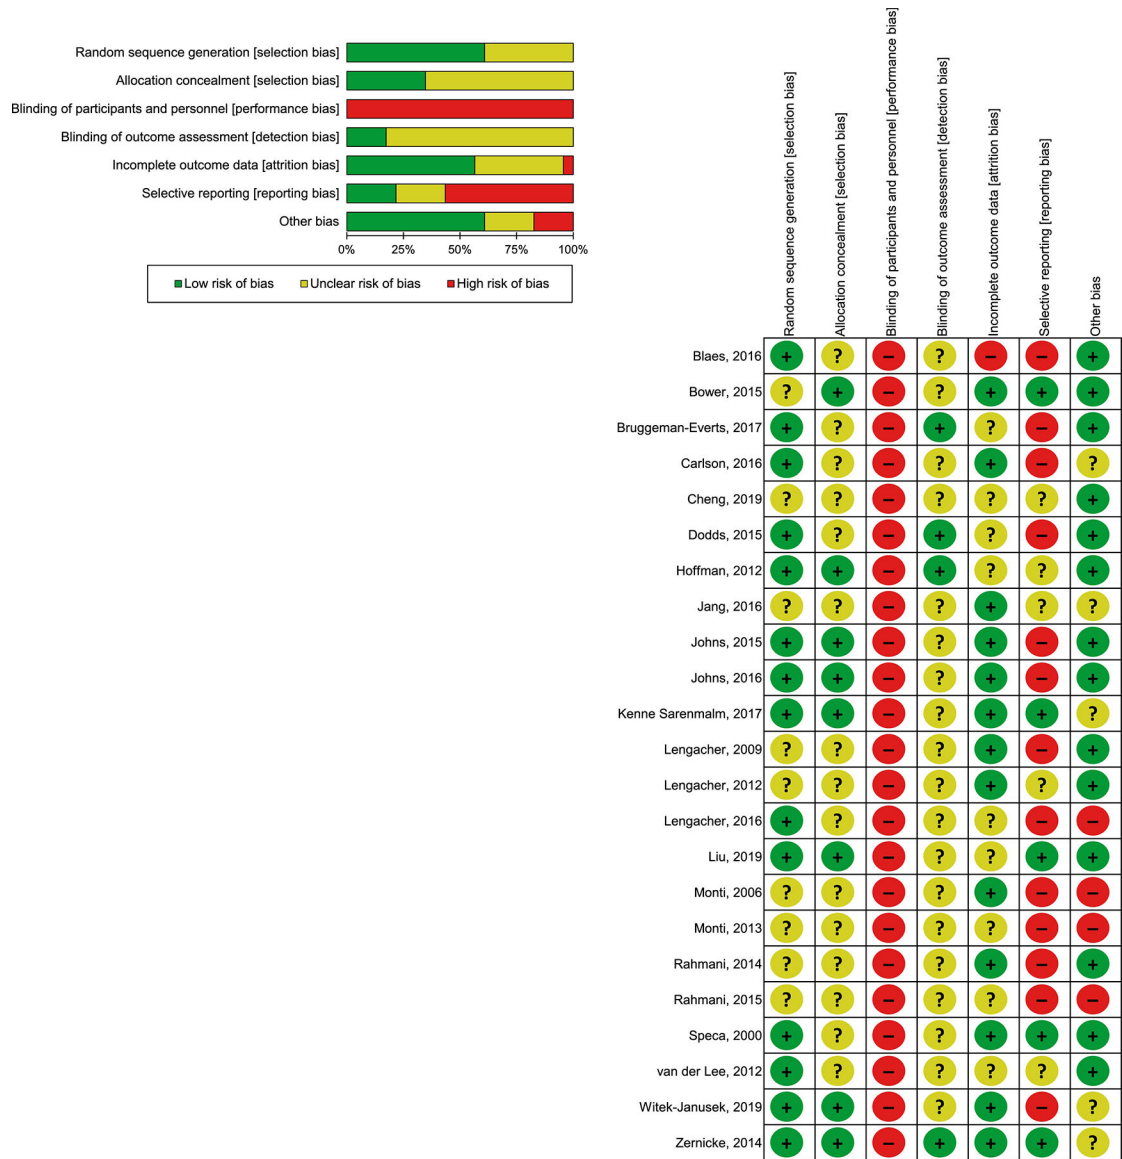 Random sequence generation [selection bias]
Allocation concealment [selection bias]
Blinding of participants and personnel [performance bias]
Blinding of outcome assessment [detection bias]
Incomplete outcome data [attrition bias]
Selective reporting [reporting bias]
Other bias
0% 25% 50% 75% 100%
Low risk of bias Unclear risk of bias High risk of bias
Random sequence generation [selection bias]
Allocation concealment [selection bias]
Blinding of participants and personnel [performance bias]
Blinding of outcome assessment [detection bias]
Incomplete outcome data [attrition bias]
Selective reporting [reporting bias]
Other bias
Blaes, 2016 + ? − ? − − +
Bower, 2015 ? + − ? + + +
Bruggeman-Everts, 2017 + ? − + ? − +
Carlson, 2016 + ? − ? + − ?
Cheng, 2019 ? ? − ? ? ? +
Dodds, 2015 + ? − + ? − +
Hoffman, 2012 + + − + ? ? +
Jang, 2016 ? ? − ? + ? ?
Johns, 2015 + + − ? + − +
Johns, 2016 + + − ? + − +
Kenne Sarenmalm, 2017 + + − ? + + ?
Lengacher, 2009 ? ? − ? + − +
Lengacher, 2012 ? ? − ? + ? +
Lengacher, 2016 + ? − ? ? − −
Liu, 2019 + + − ? ? + +
Monti, 2006 ? ? − ? + − −
Monti, 2013 ? ? − ? ? − −
Rahmani, 2014 ? ? − ? + − +
Rahmani, 2015 ? ? − ? ? − −
Speca, 2000 + ? − ? + + +
van der Lee, 2012 + ? − ? ? ? +
Witek-Janusek, 2019 + + − ? + − ?
Zernicke, 2014 + + − + + + ?